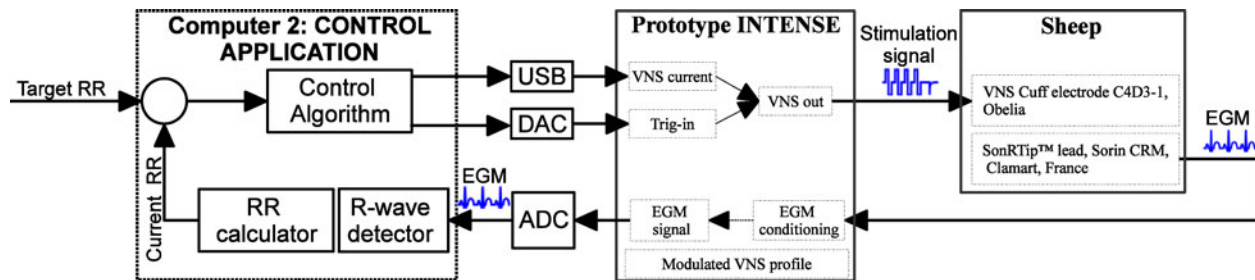 Computer 2: CONTROL
APPLICATION
Target RR
Control
Algorithm
USB
DAC
Current RR
RR
calculator
R-wave
detector
EGM
ADC
Prototype INTENSE
VNS current
Trig-in
VNS out
EGM
signal
EGM
conditioning
Modulated VNS profile
Stimulation
signal
Sheep
VNS Cuff electrode C4D3-1,
Obelia
SonRTip™ lead, Sorin CRM,
Clamart, France
EGM